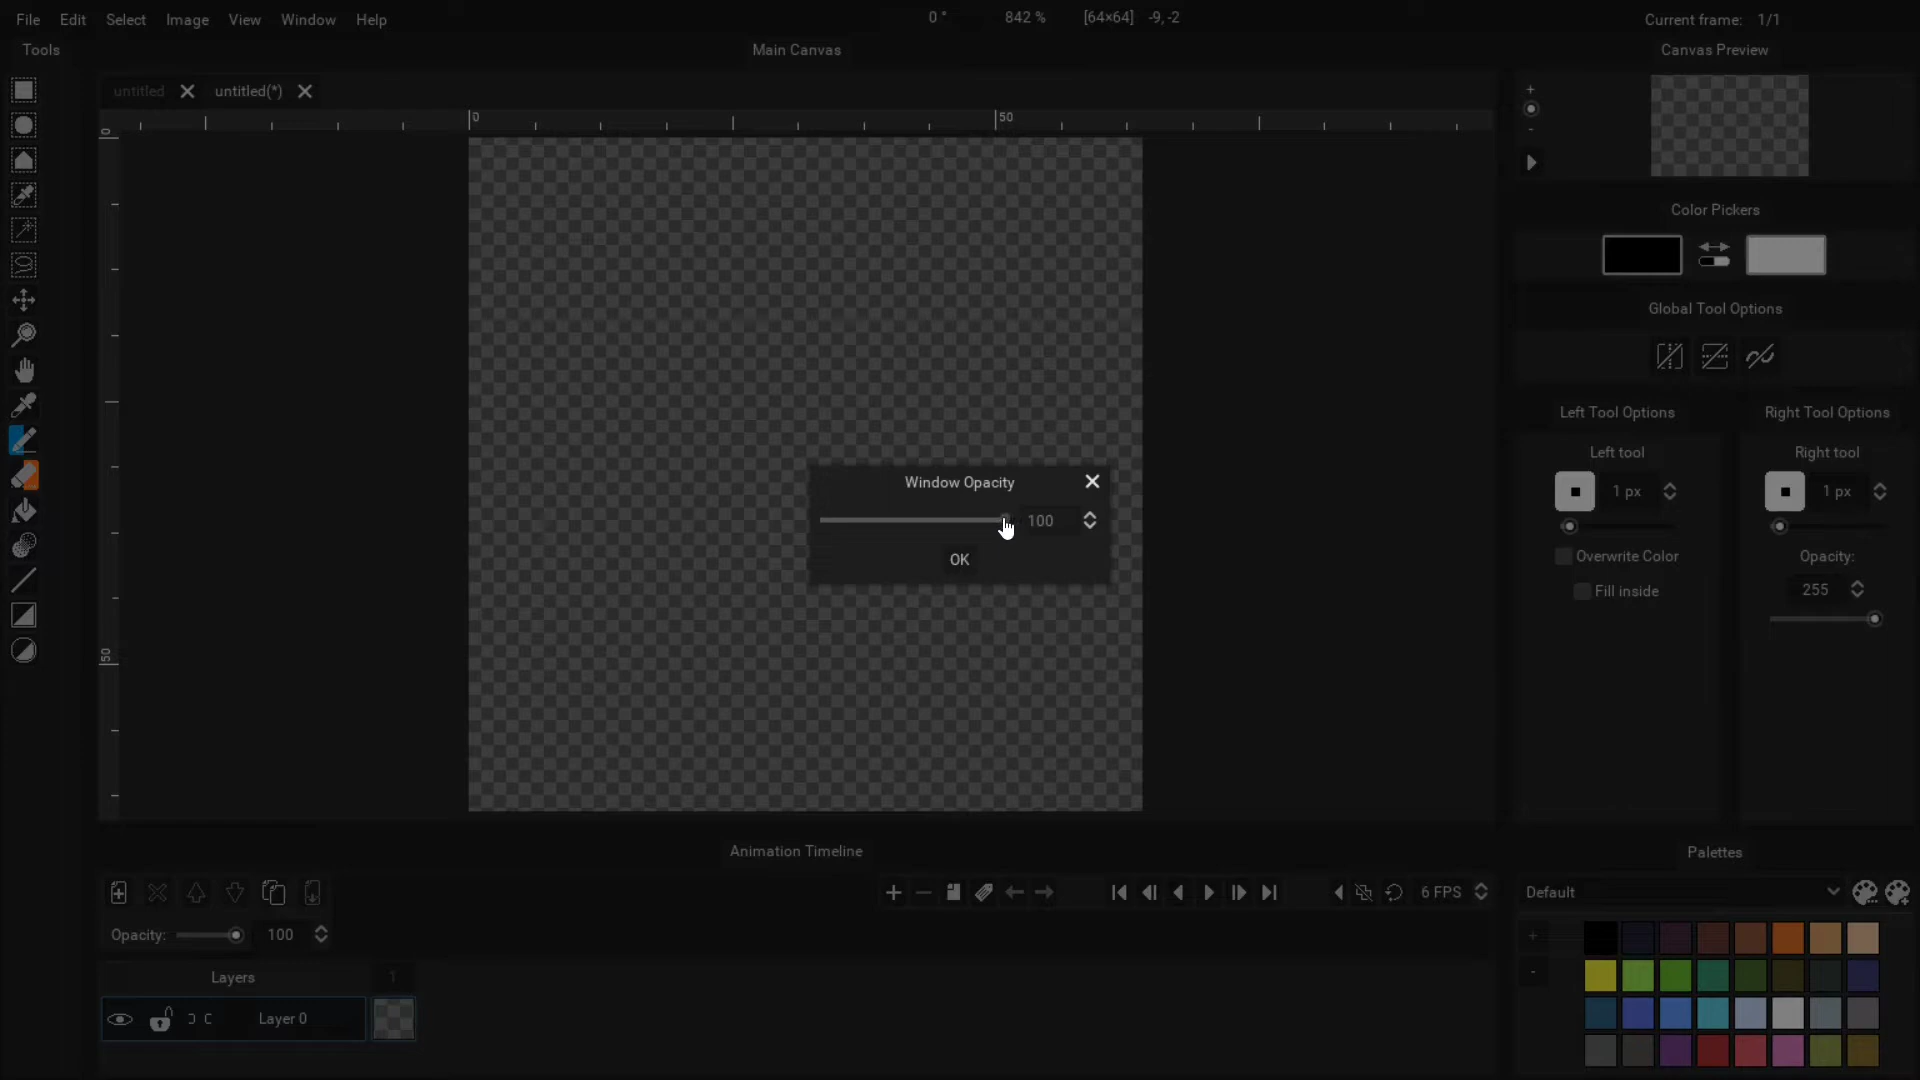 File Edit Select Image View Window Help
0 ° 842 % [64×64] -9, -2
Current frame: 1/1
Tools
Main Canvas
Canvas Preview
untitled untitled(*)
0 50
0
50
+
-
Color Pickers
Global Tool Options
Left Tool Options
Right Tool Options
Left tool
Right tool
1 px
1 px
Overwrite Color
Opacity:
Fill inside
255
Window Opacity
100
OK
Animation Timeline
Palettes
6 FPS
Default
Opacity: 100
+
-
Layers 1
Layer 0